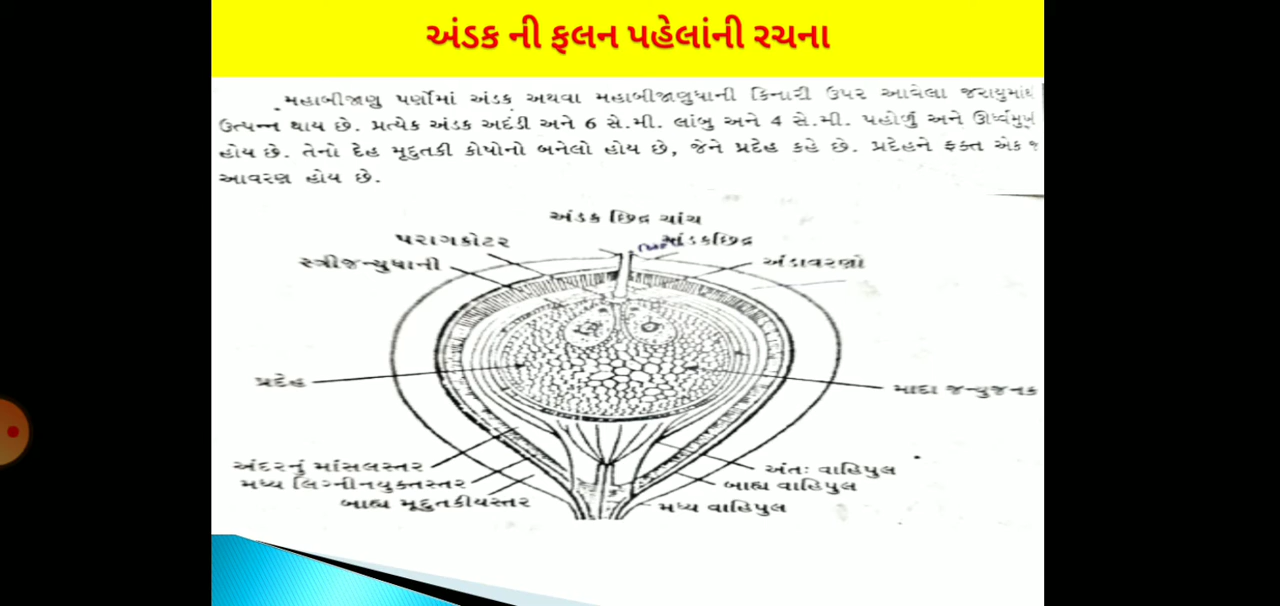 અંડક ની ફલન પહેલાંની રચના
મહાબીજાણુ પર્ણોમાં અંડક અથવા મહાબીજાણુધાની કિનારી ઉપર આવેલા જરાયુમાંથી
ઉત્પન્ન થાય છે. પ્રત્યેક અંડક અદંડી અને 6 સે.મી. લાંબુ અને 4 સે.મી. પહોળું અને ઊર્ધ્વમુખ
હોય છે. તેનો દેહ મૃદુતકી કોષોનો બનેલો હોય છે, જેને પ્રદેહ કહે છે. પ્રદેહને ફક્ત એક જ
આવરણ હોય છે.
અંડક છિદ્ર ચાંચ
પરાગકોટર
અંડકછિદ્ર
સ્ત્રીજન્યુધાની
અંડાવરણો
પ્રદેહ
માદા જન્યુજનક
અંદરનું માંસલસ્તર
અંતઃ વાહિપુલ
મધ્ય લિગ્નીનયુક્તસ્તર
બાહ્ય વાહિપુલ
બાહ્ય મૃદુતકીયસ્તર
મધ્ય વાહિપુલ